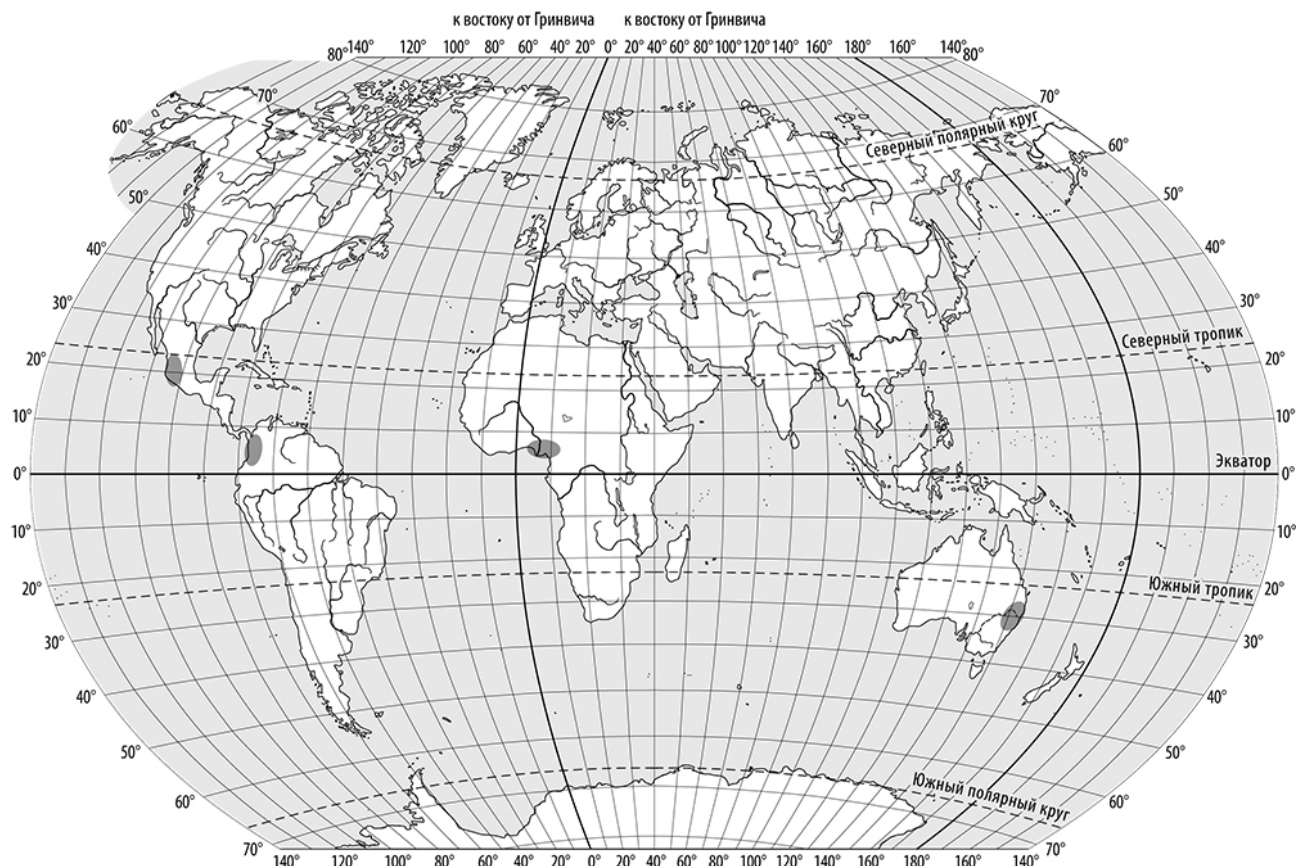 к востоку от Гринвича к востоку от Гринвича
80° 140° 120° 100° 80° 60° 40° 20° 0° 20° 40° 60° 80° 100° 120° 140° 160° 180° 160° 140° 80°
70° 70°
60° Северный полярный круг 60°
50° 50°
40° 40°
30° 30°
Северный тропик
20° 20°
10° 10°
Экватор
0° 0°
10° 10°
20° Южный тропик 20°
30° 30°
40° 40°
50° 50°
60° Южный полярный круг 60°
70° 70°
140° 120° 100° 80° 60° 40° 20° 0° 20° 40° 60° 80° 100° 120° 140° 160° 180° 160° 140°